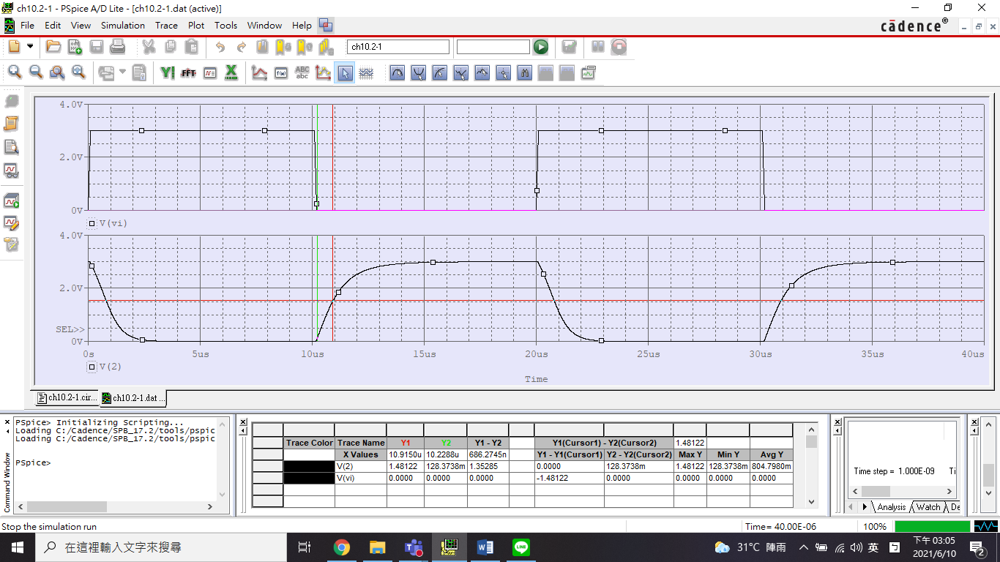 ch10.2-1 - PSpice A/D Lite - [ch10.2-1.dat (active)]
File Edit View Simulation Trace Plot Tools Window Help
cādence®
ch10.2-1
FFT
ABC
abc
4.0V
2.0V
0V
V(vi)
4.0V
2.0V
SEL>>
0V
0s 5us 10us 15us 20us 25us 30us 35us 40us
V(2)
Time
ch10.2-1.cir... ch10.2-1.dat ...
Command Window
PSpice> Initializing Scripting...
Loading C:/Cadence/SPB_17.2/tools/pspic
Loading C:/Cadence/SPB_17.2/tools/pspic
PSpice>
Trace Color Trace Name Y1 Y2 Y1 - Y2 Y1(Cursor1) - Y2(Cursor2) 1.48122
X Values 10.9150u 10.2288u 686.2745n Y1 - Y1(Cursor1) Y2 - Y2(Cursor2) Max Y Min Y Avg Y
V(2) 1.48122 128.3738m 1.35285 0.0000 128.3738m 1.48122 128.3738m 804.7980m
V(vi) 0.0000 0.0000 0.0000 -1.48122 0.0000 0.0000 0.0000 0.0000
Time step = 1.000E-09 Ti
Analysis Watch De
Stop the simulation run
Time= 40.00E-06 100%
在這裡輸入文字來搜尋
31°C 陣雨
英
下午 03:05
2021/6/10
2